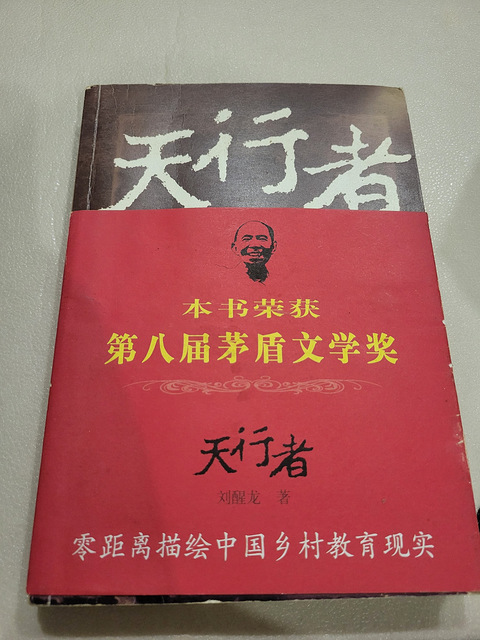 天行者
本书荣获
第八届茅盾文学奖
天行者
刘醒龙 著
零距离描绘中国乡村教育现实